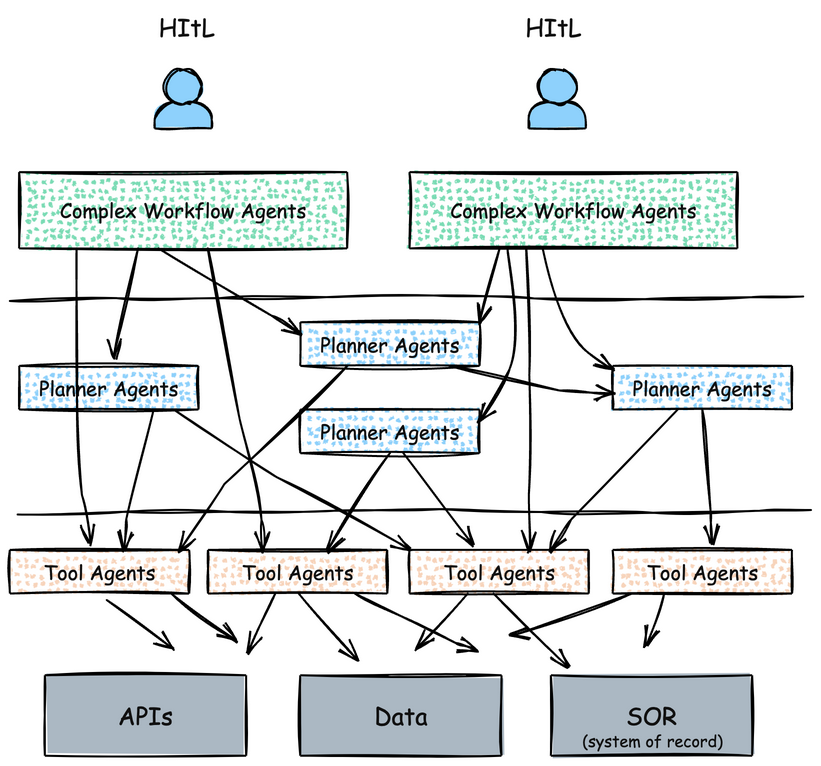 HItL
HItL
Complex Workflow Agents
Complex Workflow Agents
Planner Agents
Planner Agents
Planner Agents
Planner Agents
Tool Agents
Tool Agents
Tool Agents
Tool Agents
APIs
Data
SOR
(system of record)